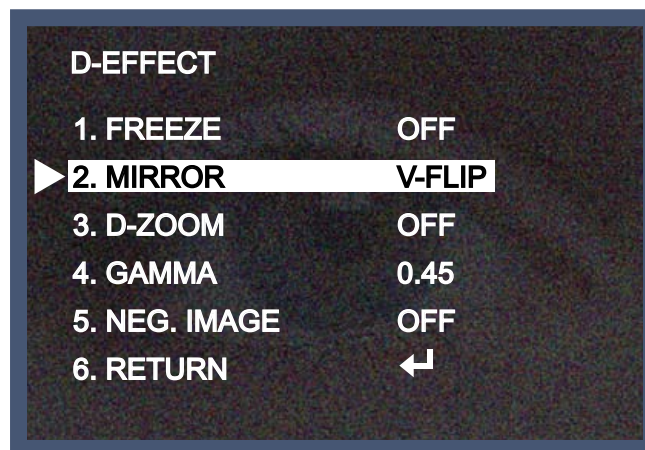 D-EFFECT
1. FREEZE OFF
2. MIRROR V-FLIP
3. D-ZOOM OFF
4. GAMMA 0.45
5. NEG. IMAGE OFF
6. RETURN ↵